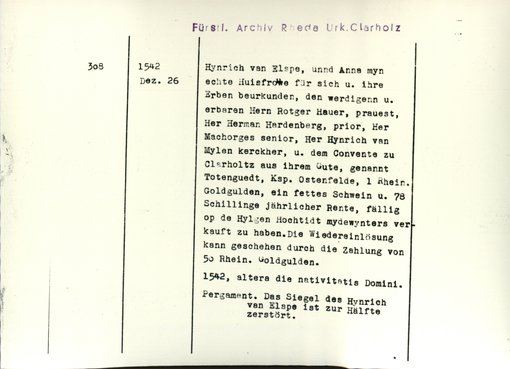 Fürstl. Archiv Rheda Urk. Clarholz
308
1542
Dez. 26
Hynrich van Elspe, unnd Anna myn
echte Huisfrowe für sich u. ihre
Erben beurkunden, den werdigenn u.
erbaren Hern Rotger Hauer, prauest,
Her Herman Hardenberg, prior, Her
Machorges senior, Her Hynrich van
Mylen kerckher, u. dem Convente zu
Clarholtz aus ihrem Gute, genannt
Totenguedt, Ksp. Ostenfelde, 1 Rhein.
Goldgulden, ein fettes Schwein u. 78
Schillinge jährlicher Rente, fällig
op de Hylgen Hochtidt mydewynters ver-
kauft zu haben.Die Wiedereinlösung
kann geschehen durch die Zahlung von
50 Rhein. Goldgulden.
1542, altera die nativitatis Domini.
Pergament. Das Siegel des Hynrich
van Elspe ist zur Hälfte
zerstört.